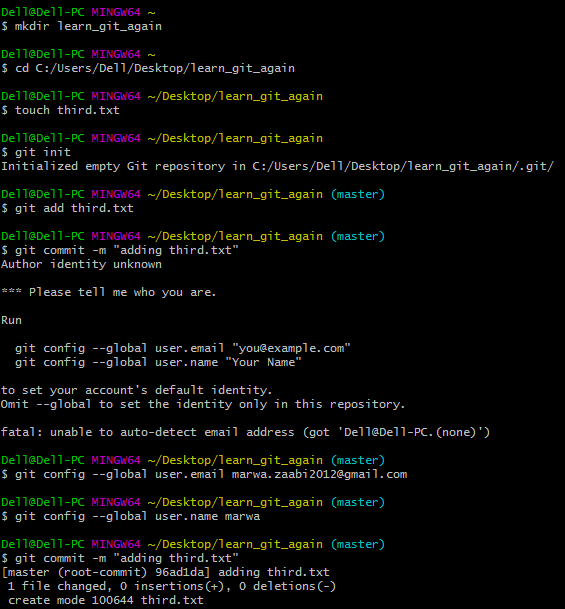 Dell@Dell-PC MINGW64 ~
$ mkdir learn_git_again

Dell@Dell-PC MINGW64 ~
$ cd C:/Users/Dell/Desktop/learn_git_again

Dell@Dell-PC MINGW64 ~/Desktop/learn_git_again
$ touch third.txt

Dell@Dell-PC MINGW64 ~/Desktop/learn_git_again
$ git init
Initialized empty Git repository in C:/Users/Dell/Desktop/learn_git_again/.git/

Dell@Dell-PC MINGW64 ~/Desktop/learn_git_again (master)
$ git add third.txt

Dell@Dell-PC MINGW64 ~/Desktop/learn_git_again (master)
$ git commit -m "adding third.txt"
Author identity unknown

*** Please tell me who you are.

Run

  git config --global user.email "you@example.com"
  git config --global user.name "Your Name"

to set your account's default identity.
Omit --global to set the identity only in this repository.

fatal: unable to auto-detect email address (got 'Dell@Dell-PC.(none)')

Dell@Dell-PC MINGW64 ~/Desktop/learn_git_again (master)
$ git config --global user.email marwa.zaabi2012@gmail.com

Dell@Dell-PC MINGW64 ~/Desktop/learn_git_again (master)
$ git config --global user.name marwa

Dell@Dell-PC MINGW64 ~/Desktop/learn_git_again (master)
$ git commit -m "adding third.txt"
[master (root-commit) 96ad1da] adding third.txt
 1 file changed, 0 insertions(+), 0 deletions(-)
 create mode 100644 third.txt